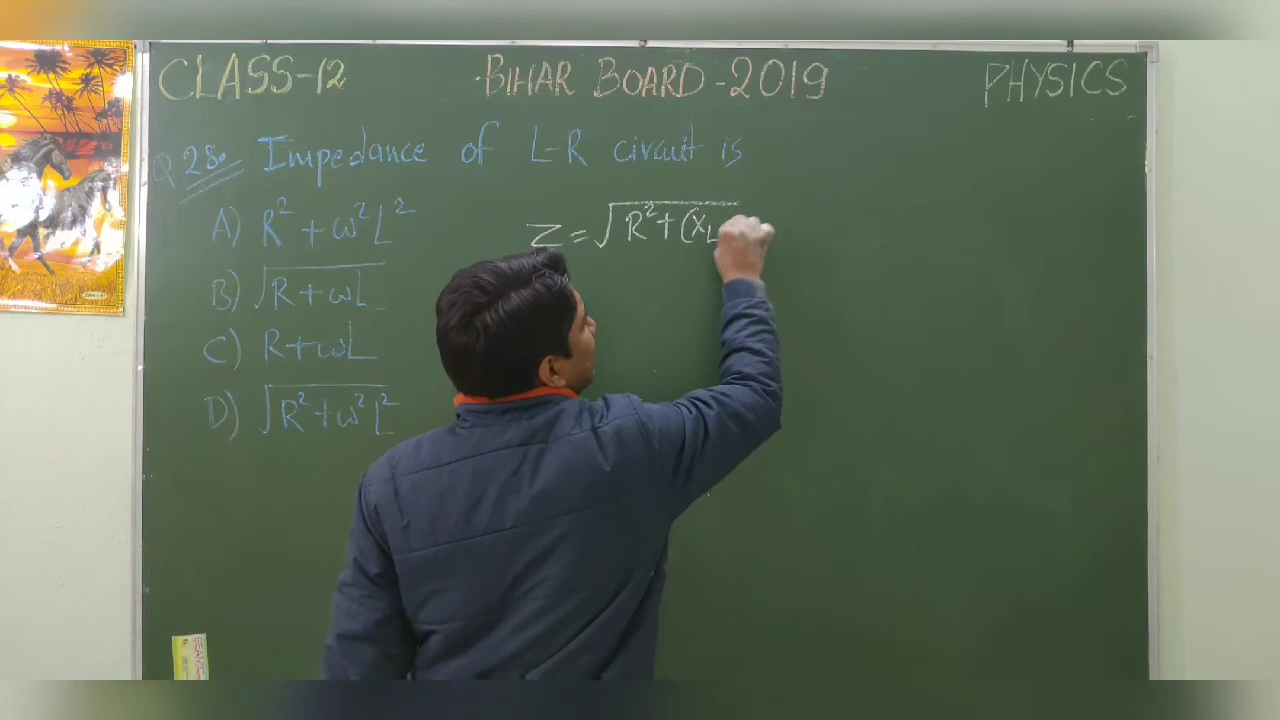 CLASS-12 BIHAR BOARD-2019 PHYSICS
Q 28. Impedance of L-R circuit is
A) R² + ω²L²
Z = √R² + (X_L
B) √R + ωL
C) R + ωL
D) √R² + ω²L²